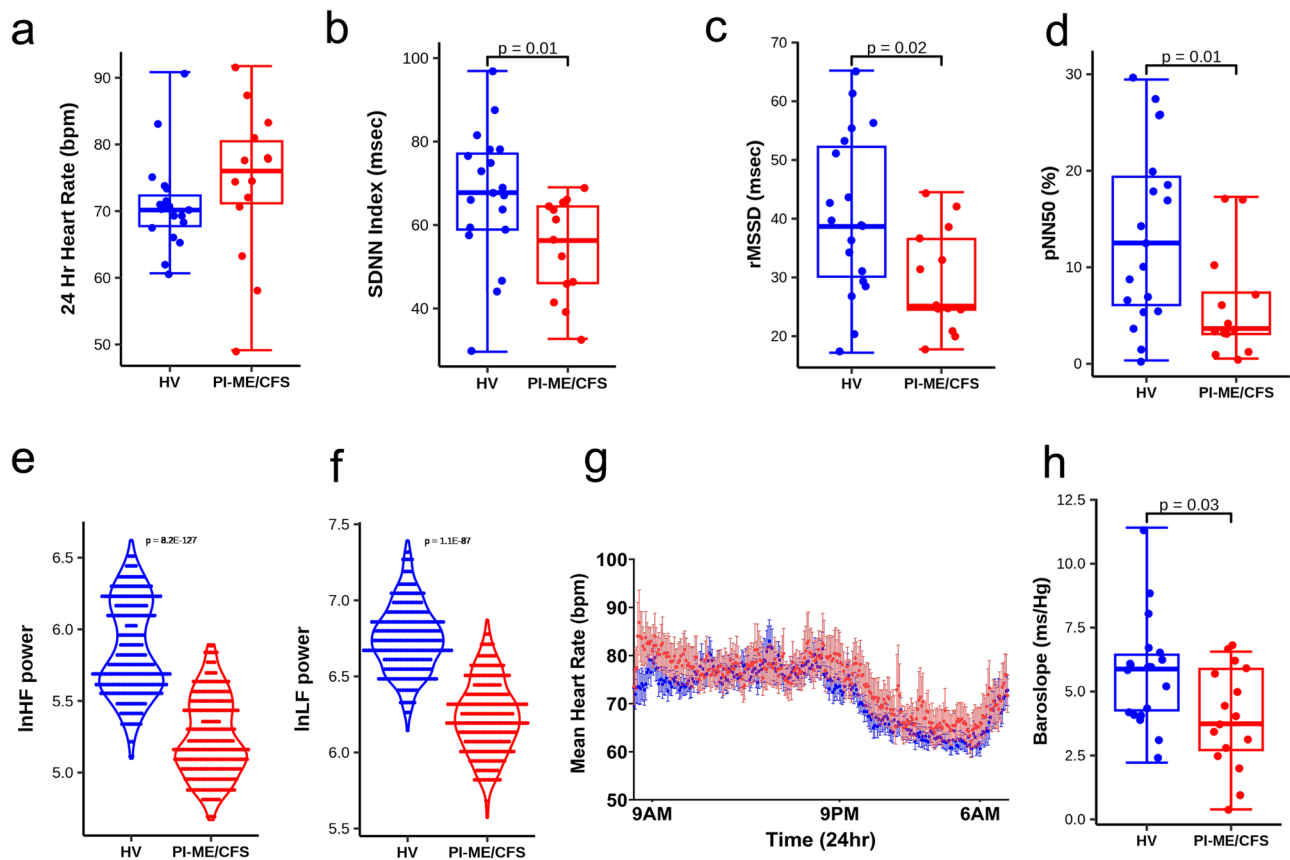 a
24 Hr Heart Rate (bpm)
90
80
70
60
50
HV
PI-ME/CFS
b
SDNN Index (msec)
p = 0.01
100
80
60
40
HV
PI-ME/CFS
c
rMSSD (msec)
p = 0.02
70
60
50
40
30
20
HV
PI-ME/CFS
d
pNN50 (%)
p = 0.01
30
20
10
0
HV
PI-ME/CFS
e
lnHF power
p = 8.2E-127
6.5
6.0
5.5
5.0
HV
PI-ME/CFS
f
lnLF power
p = 1.1E-87
7.5
7.0
6.5
6.0
5.5
HV
PI-ME/CFS
g
Mean Heart Rate (bpm)
100
90
80
70
60
50
9AM
9PM
6AM
Time (24hr)
h
Baroslope (ms/Hg)
p = 0.03
12.5
10.0
7.5
5.0
2.5
0.0
HV
PI-ME/CFS